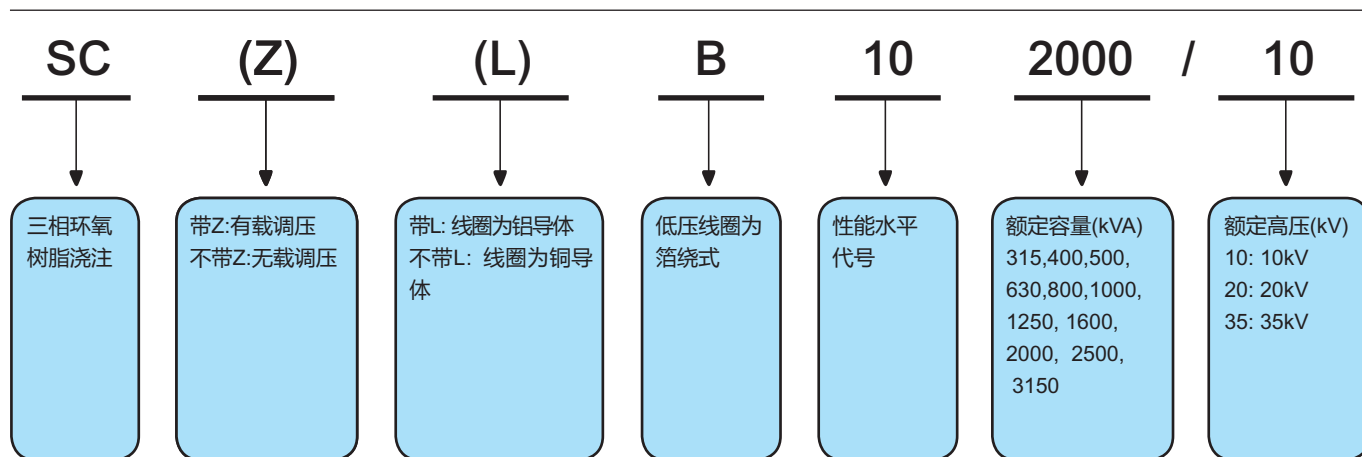 SC (Z) (L) B 10 2000 / 10
三相环氧
树脂浇注
带Z:有载调压
不带Z:无载调压
带L: 线圈为铝导体
不带L: 线圈为铜导
体
低压线圈为
箔绕式
性能水平
代号
额定容量(kVA)
315,400,500,
630,800,1000,
1250, 1600,
2000, 2500,
3150
额定高压(kV)
10: 10kV
20: 20kV
35: 35kV